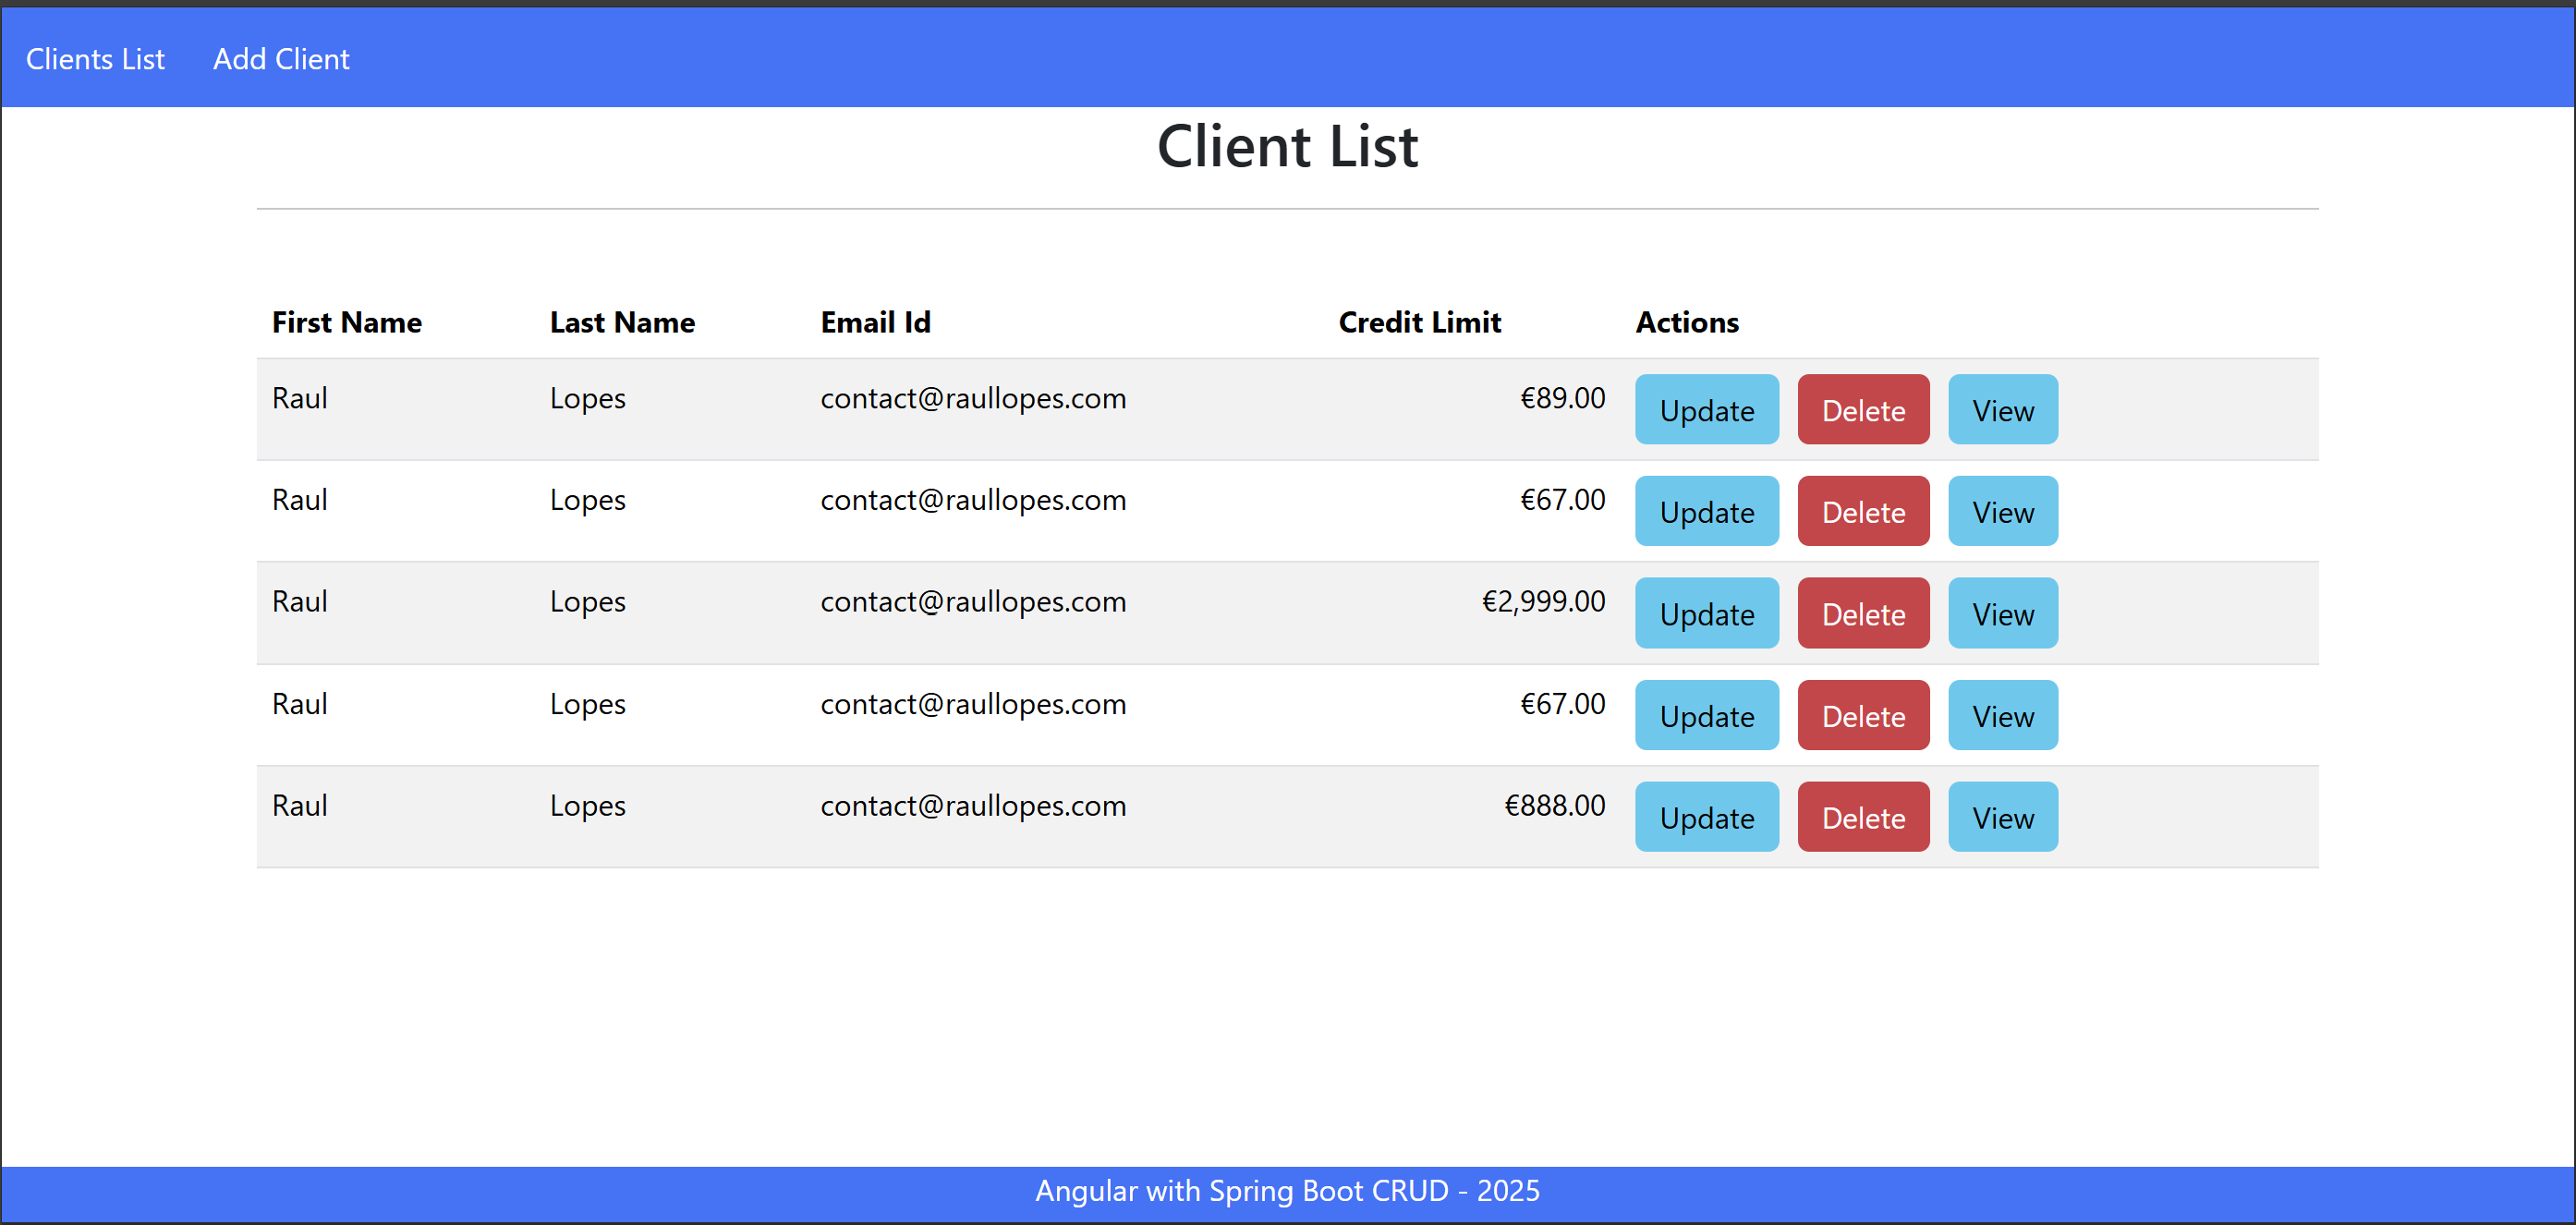 Clients List Add Client
Client List
First Name Last Name Email Id Credit Limit Actions
Raul Lopes contact@raullopes.com €89.00 Update Delete View
Raul Lopes contact@raullopes.com €67.00 Update Delete View
Raul Lopes contact@raullopes.com €2,999.00 Update Delete View
Raul Lopes contact@raullopes.com €67.00 Update Delete View
Raul Lopes contact@raullopes.com €888.00 Update Delete View
Angular with Spring Boot CRUD - 2025